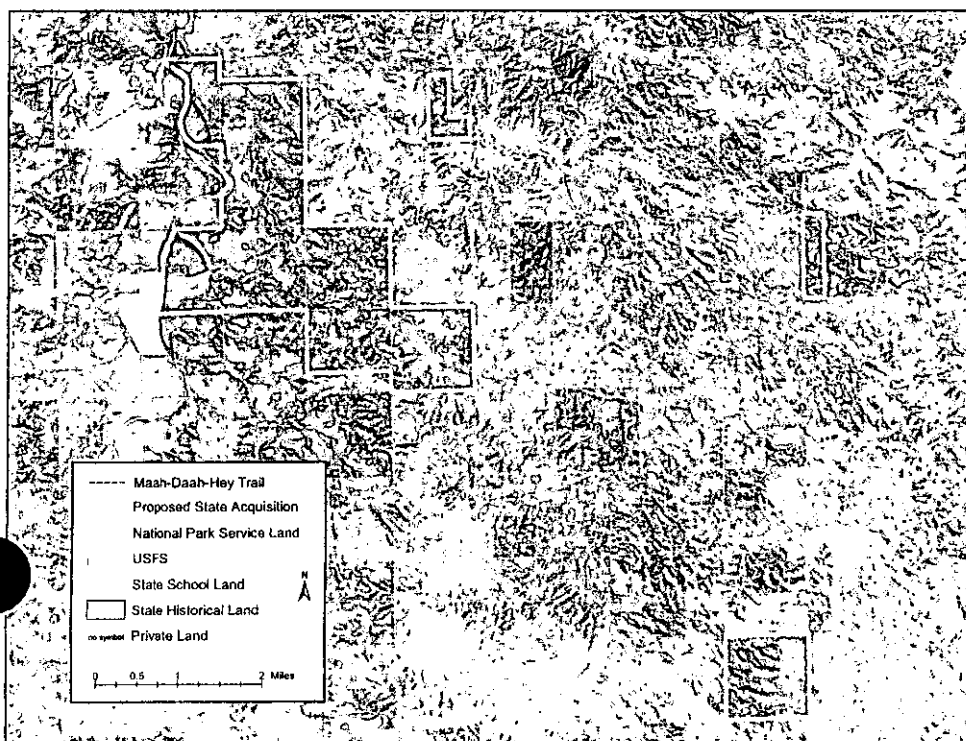 Maah-Daah-Hey Trail
Proposed State Acquisition
National Park Service Land
USFS
State School Land
N
State Historical Land
no symbol Private Land
0 0.5 1 2 Miles